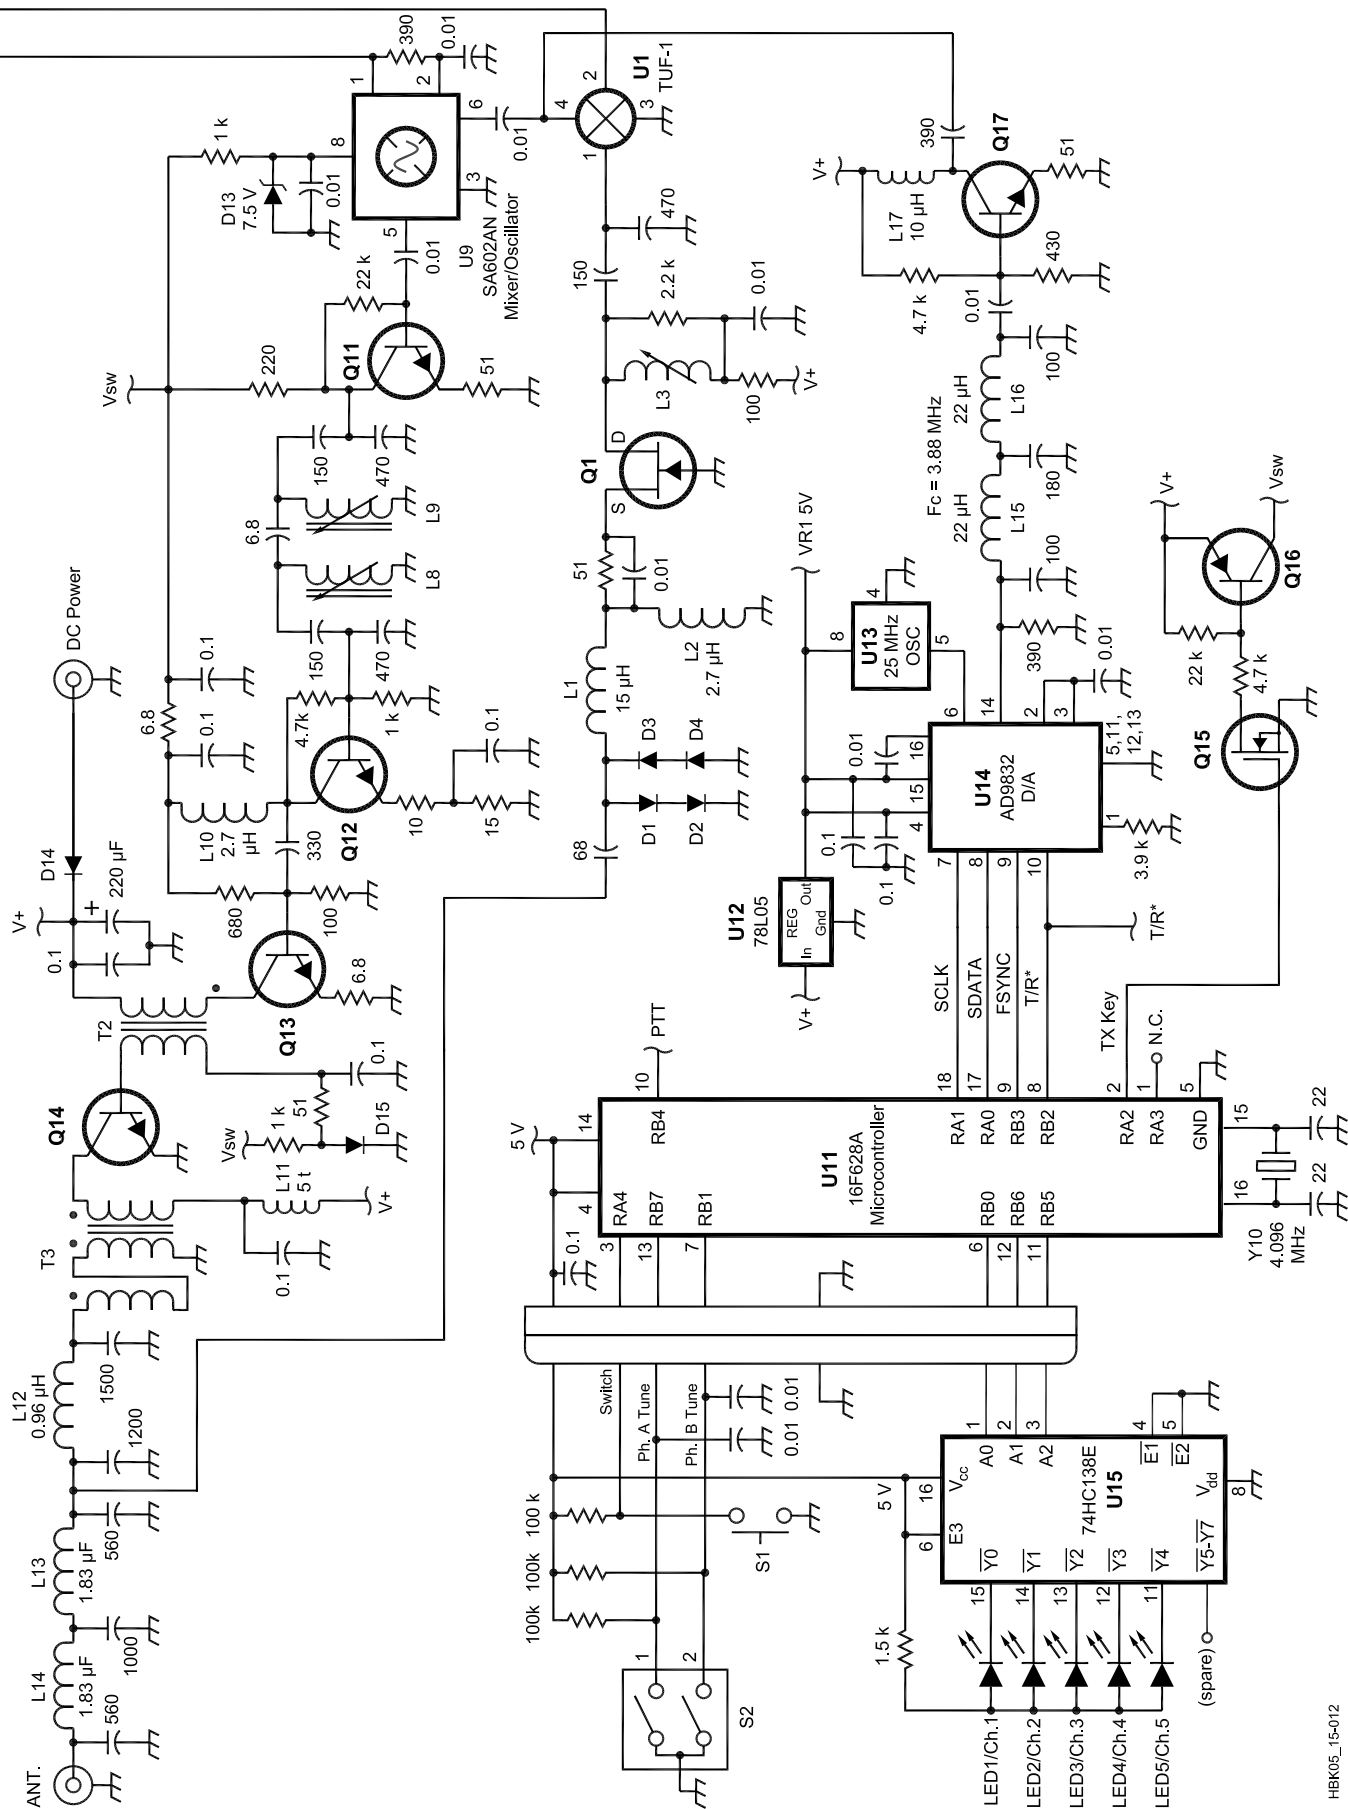 390
0.01
1
2
6
0.01
8
1 k
D13
7.5 V
0.01
3
5
0.01
U9
SA602AN
Mixer/Oscillator
22 k
Q11
220
51
Vsw
150
470
L9
L8
6.8
150
470
4.7k
1 k
Q12
10
15
0.1
0.1
0.1
6.8
L10
2.7
µH
330
680
100
Q13
6.8
DC Power
D14
220 µF
+
V+
0.1
T2
Q14
Vsw
1 k
51
D15
0.1
L11
5 t
V+
0.1
T3
L12
0.96 µH
1500
1200
L13
1.83 µF
560
L14
1.83 µF
1000
560
ANT.
U1
TUF-1
2
4
3
1
470
150
2.2 k
0.01
L3
100
V+
Q1
D
S
51
0.01
L2
2.7 µH
L1
15 µH
D3
D4
D1
D2
68
Q17
390
V+
L17
10 µH
51
4.7 k
430
0.01
100
L16
22 µH
Fc = 3.88 MHz
22 µH
L15
180
100
390
0.01
VR1 5V
U13
25 MHz
OSC
8
4
5
6
14
2
3
5,11,
12,13
16
15
4
0.01
0.1
0.1
U14
AD9832
D/A
1
3.9 k
7
8
9
10
U12
78L05
REG
In
Out
Gnd
V+
V+
Vsw
Q16
22 k
4.7 k
Q15
T/R*
SCLK
SDATA
FSYNC
T/R*
TX Key
N.C.
PTT
10
18
17
9
8
2
1
5
RB4
RA1
RA0
RB3
RB2
RA2
RA3
GND
U11
16F628A
Microcontroller
5 V
14
4
0.1
RA4
RB7
RB1
RB0
RB6
RB5
3
13
7
6
12
11
15
16
22
22
Y10
4.096
MHz
Switch
Ph. A Tune
Ph. B Tune
0.01
0.01
100 k
100k
100k
S1
1
2
S2
5 V
16
6
1
2
3
4
5
8
Vcc
E3
A0
A1
A2
E1
E2
Vdd
74HC138E
U15
Y0
Y1
Y2
Y3
Y4
Y5-Y7
15
14
13
12
11
1.5 k
(spare)
LED1/Ch.1
LED2/Ch.2
LED3/Ch.3
LED4/Ch.4
LED5/Ch.5
HBK05_15-012